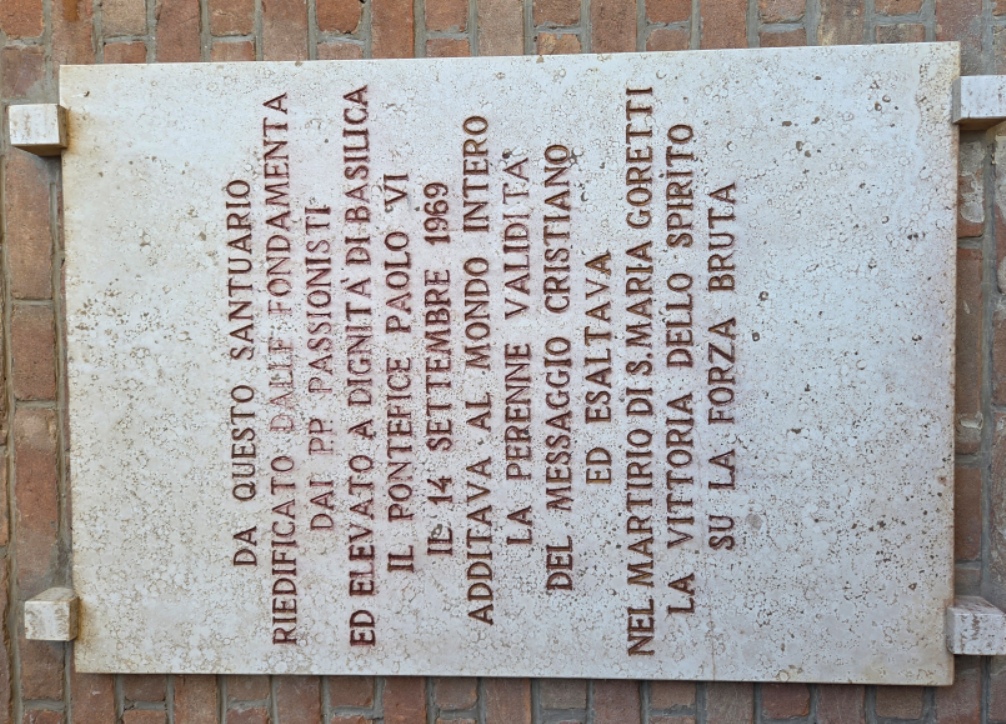 DA QUESTO SANTUARIO
RIEDIFICATO DALLE FONDAMENTA
DAI PP PASSIONISTI
ED ELEVATO A DIGNITÀ DI BASILICA
IL PONTEFICE PAOLO VI
IL 14 SETTEMBRE 1969
ADDITAVA AL MONDO INTERO
LA PERENNE VALIDITA'
DEL MESSAGGIO CRISTIANO
ED ESALTAVA
NEL MARTIRIO DI S.MARIA GORETTI
LA VITTORIA DELLO SPIRITO
SU LA FORZA BRUTA